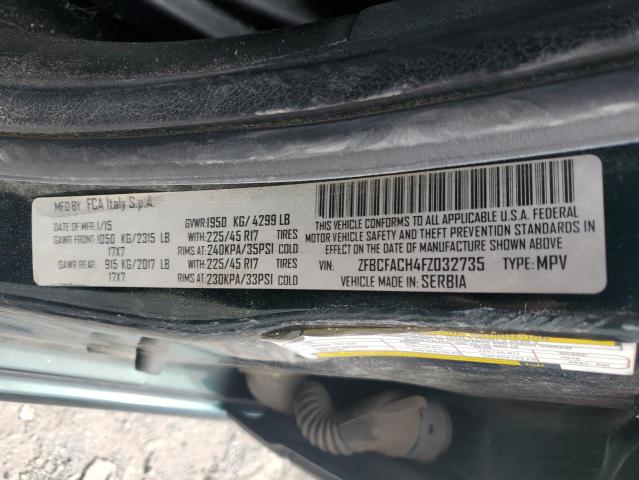 MFD BY FCA Italy S.p.A.
DATE OF MFR:1/15 GVWR:1950 KG/ 4299 LB
GAWR FRONT:1050 KG/2315 LB WITH:225/45 R17 TIRES
17X7 RIMS AT:240KPA/35PSI COLD
GAWR REAR: 915 KG/2017 LB WITH:225/45 R17 TIRES
17X7 RIMS AT:230KPA/33PSI COLD
THIS VEHICLE CONFORMS TO ALL APPLICABLE U.S.A. FEDERAL
MOTOR VEHICLE SAFETY AND THEFT PREVENTION STANDARDS IN
EFFECT ON THE DATE OF MANUFACTURE SHOWN ABOVE
VIN: ZFBCFACH4FZ032735 TYPE: MPV
VEHICLE MADE IN: SERBIA